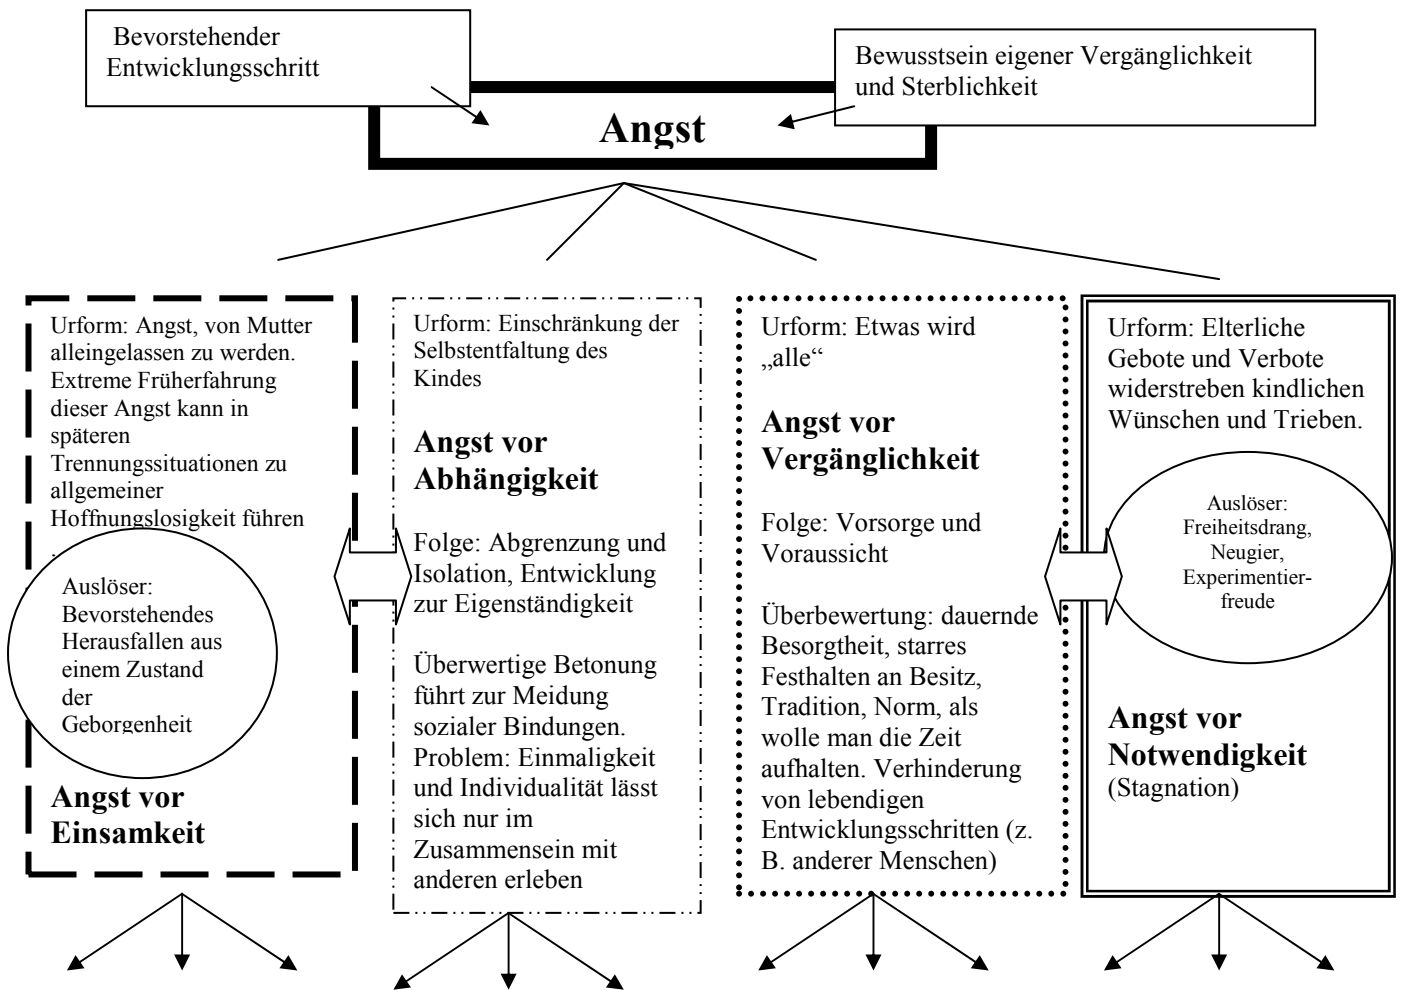 Bevorstehender
Entwicklungsschritt
Bewusstsein eigener Vergänglichkeit
und Sterblichkeit
Angst
Urform: Angst, von Mutter
alleingelassen zu werden.
Extreme Früherfahrung
dieser Angst kann in
späteren
Trennungssituationen zu
allgemeiner
Hoffnungslosigkeit führen
.
Auslöser:
Bevorstehendes
Herausfallen aus
einem Zustand
der
Geborgenheit
Angst vor
Einsamkeit
Urform: Einschränkung der
Selbstentfaltung des
Kindes
Angst vor
Abhängigkeit
Folge: Abgrenzung und
Isolation, Entwicklung
zur Eigenständigkeit
Überwertige Betonung
führt zur Meidung
sozialer Bindungen.
Problem: Einmaligkeit
und Individualität lässt
sich nur im
Zusammensein mit
anderen erleben
Urform: Etwas wird
„alle“
Angst vor
Vergänglichkeit
Folge: Vorsorge und
Voraussicht
Überbewertung: dauernde
Besorgtheit, starres
Festhalten an Besitz,
Tradition, Norm, als
wolle man die Zeit
aufhalten. Verhinderung
von lebendigen
Entwicklungsschritten (z.
B. anderer Menschen)
Urform: Elterliche
Gebote und Verbote
widerstreben kindlichen
Wünschen und Trieben.
Auslöser:
Freiheitsdrang,
Neugier,
Experimentier-
freude
Angst vor
Notwendigkeit
(Stagnation)